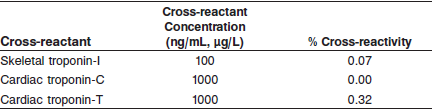 Cross-reactant
Concentration
Cross-reactant (ng/mL, µg/L) % Cross-reactivity
Skeletal troponin-I 100 0.07
Cardiac troponin-C 1000 0.00
Cardiac troponin-T 1000 0.32